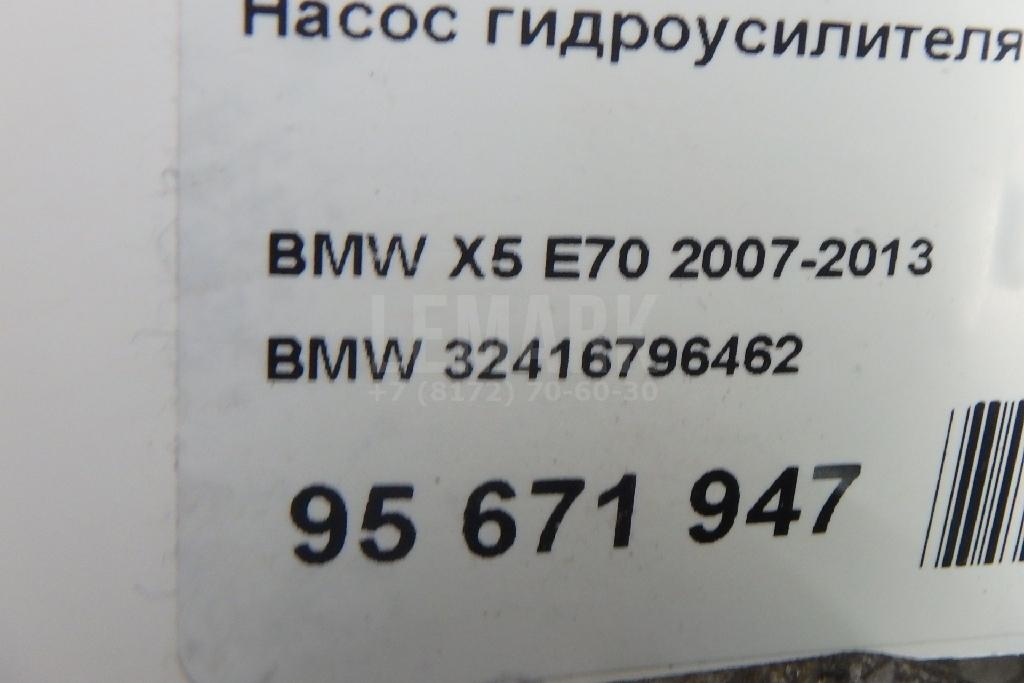 Насос гидроусилителя
BMW X5 E70 2007-2013
LEMARK
BMW 32416796462
+7 (8172) 70-60-30
95 671 947